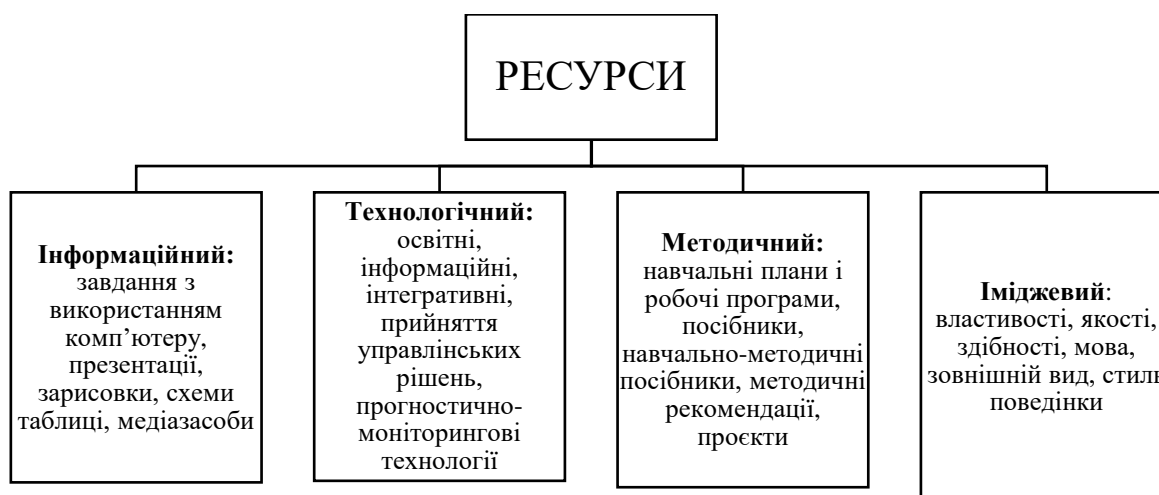 РЕСУРСИ
Інформаційний:
завдання з
використанням
комп’ютеру,
презентації,
зарисовки, схеми
таблиці, медіазасоби
Технологічний:
освітні,
інформаційні,
інтегративні,
прийняття
управлінських
рішень,
прогностично-
моніторингові
технології
Методичний:
навчальні плани і
робочі програми,
посібники,
навчально-методичні
посібники, методичні
рекомендації,
проєкти
Іміджевий:
властивості, якості,
здібності, мова,
зовнішній вид, стиль
поведінки